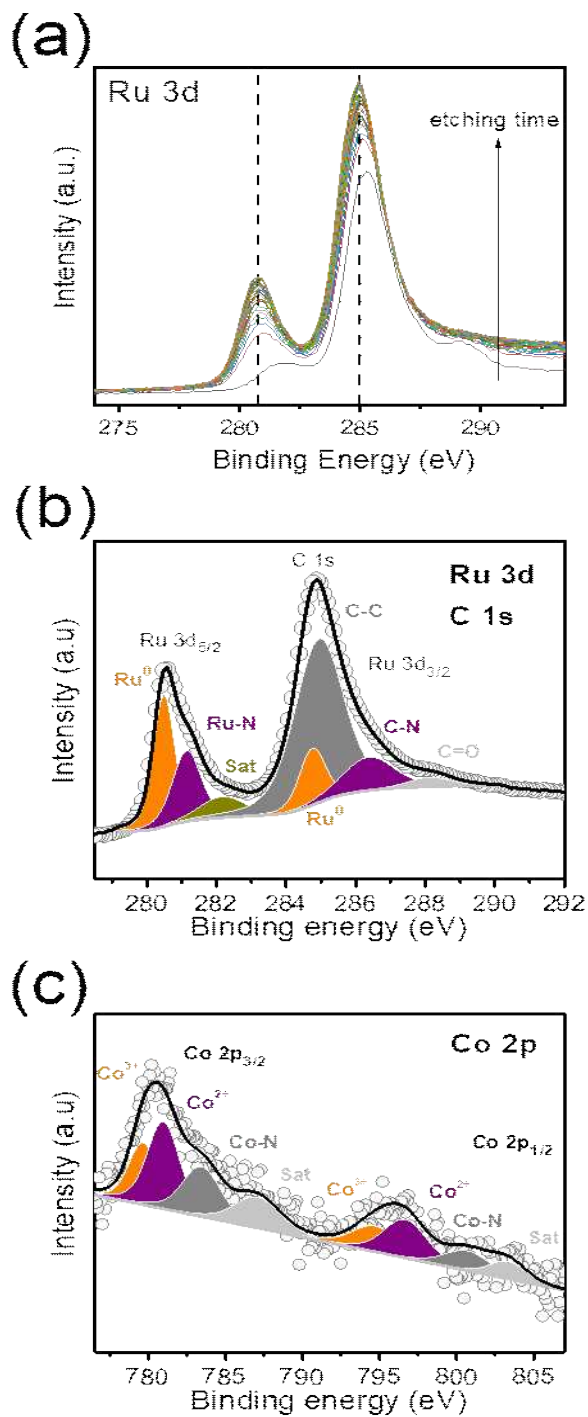 (a)
Ru 3d
etching time
Intensity (a.u.)
275 280 285 290
Binding Energy (eV)
(b)
C 1s
Ru 3d
C 1s
C-C
Ru 3d5/2
Ru 3d3/2
Ru0
Ru-N
C-N
Sat
C=O
Ru0
Intensity (a.u)
280 282 284 286 288 290 292
Binding energy (eV)
(c)
Co 2p
Co 2p3/2
Co3+
Co2+
Co-N
Sat
Co 2p1/2
Co3+
Co2+
Co-N
Sat
Intensity (a.u)
780 785 790 795 800 805
Binding energy (eV)